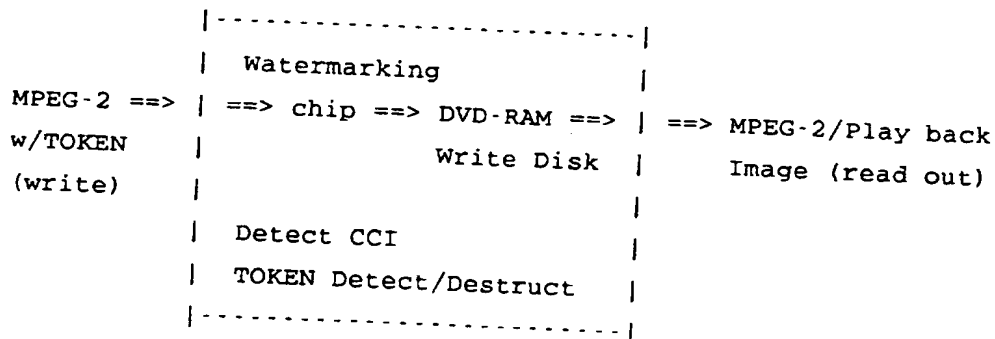 |---------------------------|
| Watermarking |
MPEG-2 ==> | ==> chip ==> DVD-RAM ==> | ==> MPEG-2/Play back
w/TOKEN | Write Disk | Image (read out)
(write) | |
| Detect CCI |
| TOKEN Detect/Destruct |
|---------------------------|